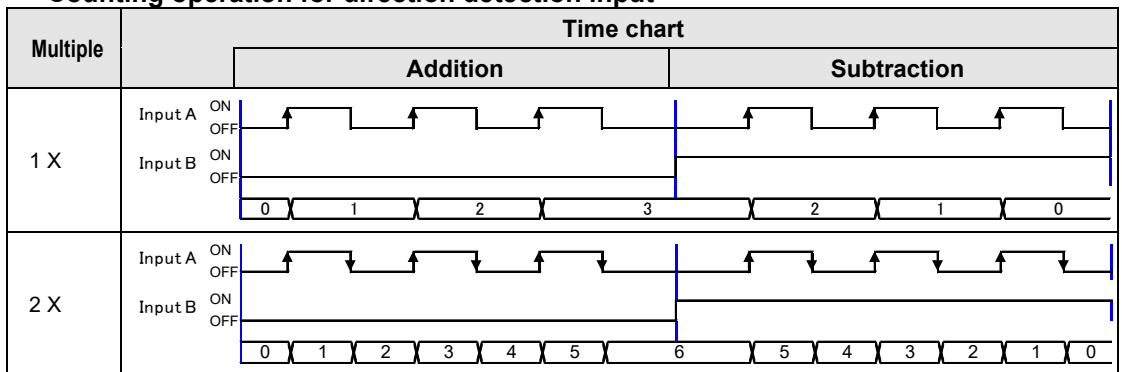 Counting operation for direction detection input
Multiple
Time chart
Addition Subtraction
1 X
Input A ON
OFF
Input B ON
OFF
0 1 2 3 2 1 0
2 X
Input A ON
OFF
Input B ON
OFF
0 1 2 3 4 5 6 5 4 3 2 1 0